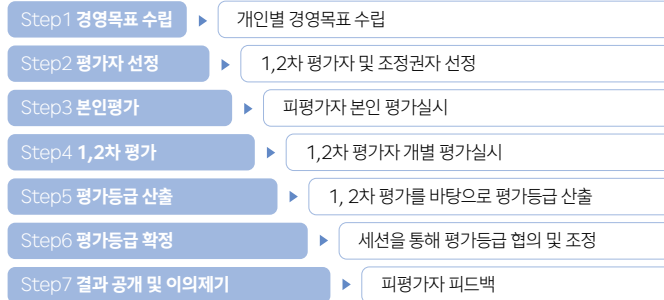 Step1 경영목표 수립 개인별 경영목표 수립
Step2 평가자 선정 1,2차 평가자 및 조정권자 선정
Step3 본인평가 피평가자 본인 평가실시
Step4 1,2차 평가 1,2차 평가자 개별 평가실시
Step5 평가등급 산출 1, 2차 평가를 바탕으로 평가등급 산출
Step6 평가등급 확정 세션을 통해 평가등급 협의 및 조정
Step7 결과 공개 및 이의제기 피평가자 피드백